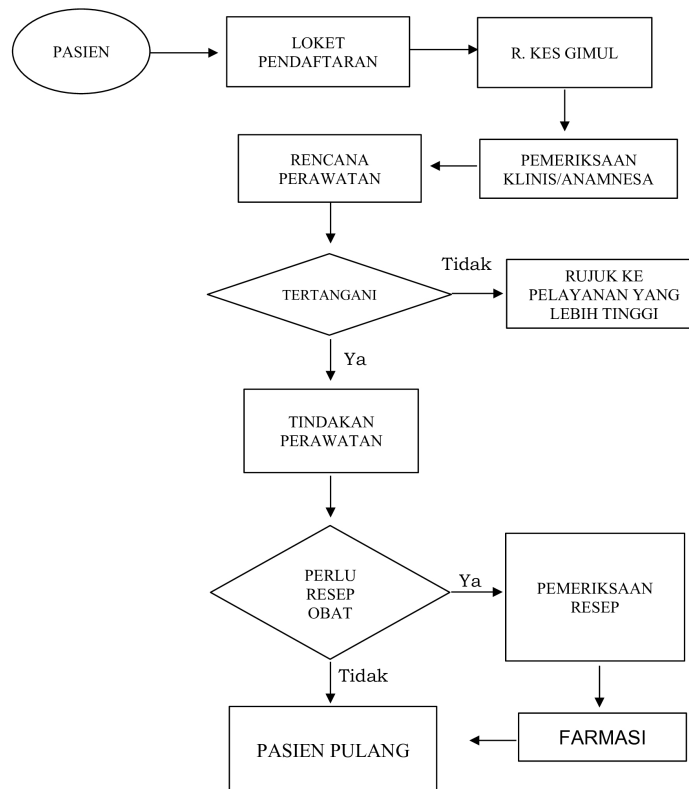 PASIEN
LOKET
PENDAFTARAN
R. KES GIMUL
PEMERIKSAAN
KLINIS/ANAMNESA
RENCANA
PERAWATAN
TERTANGANI
Tidak
RUJUK KE
PELAYANAN YANG
LEBIH TINGGI
Ya
TINDAKAN
PERAWATAN
PERLU
RESEP
OBAT
Ya
PEMERIKSAAN
RESEP
Tidak
FARMASI
PASIEN PULANG